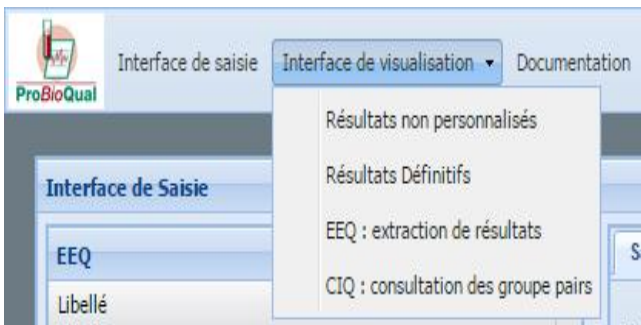 ProBioQual
Interface de saisie Interface de visualisation Documentation
Résultats non personnalisés
Résultats Définitifs
EEQ : extraction de résultats
CIQ : consultation des groupe pairs
Interface de Saisie
EEQ
Libellé